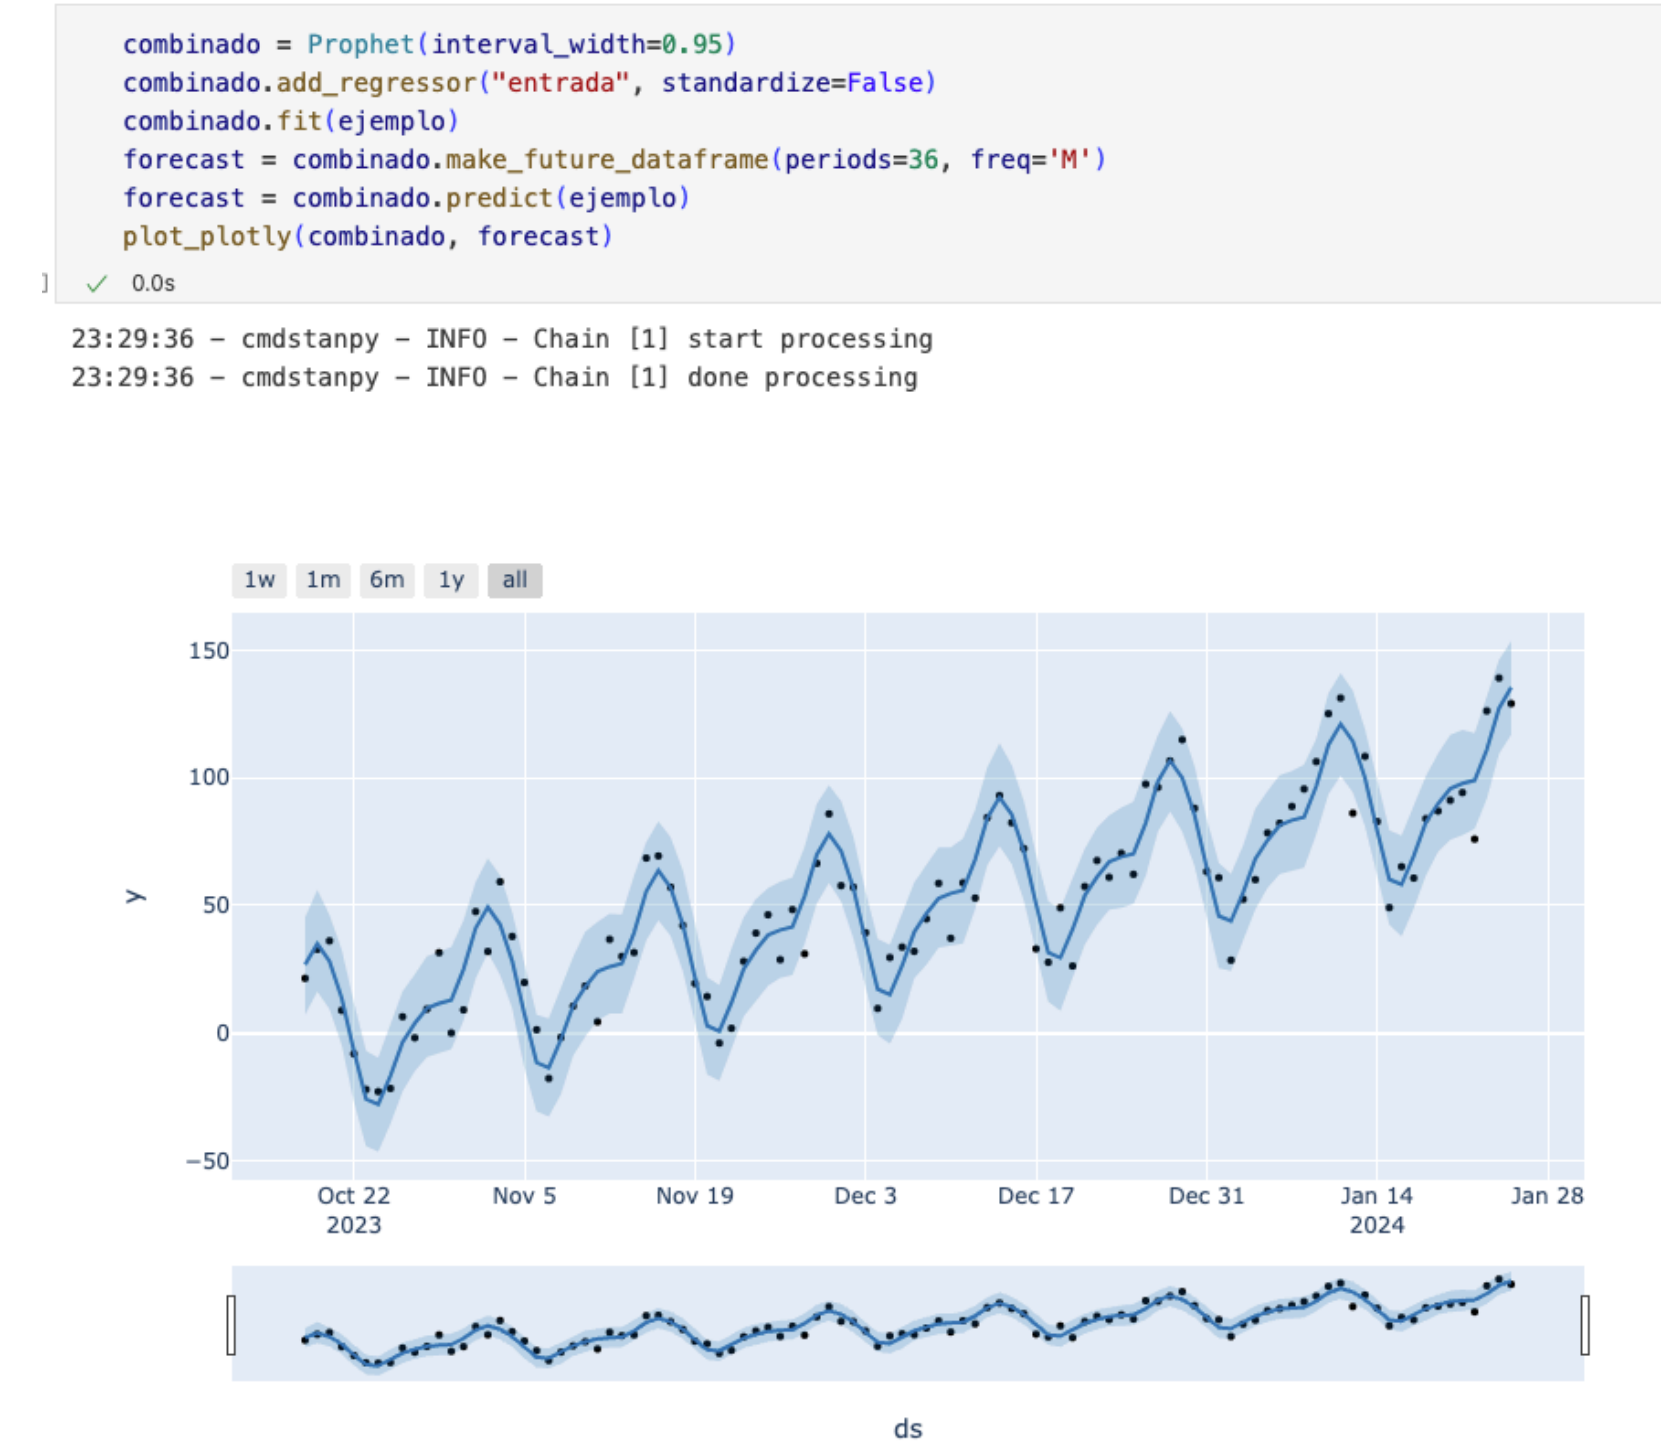 combinado = Prophet(interval_width=0.95)
combinado.add_regressor("entrada", standardize=False)
combinado.fit(ejemplo)
forecast = combinado.make_future_dataframe(periods=36, freq='M')
forecast = combinado.predict(ejemplo)
plot_plotly(combinado, forecast)
] ✓ 0.0s
23:29:36 – cmdstanpy – INFO – Chain [1] start processing
23:29:36 – cmdstanpy – INFO – Chain [1] done processing
1w 1m 6m 1y all
150
100
50
0
−50
y
Oct 22 Nov 5 Nov 19 Dec 3 Dec 17 Dec 31 Jan 14 Jan 28
2023 2024
ds